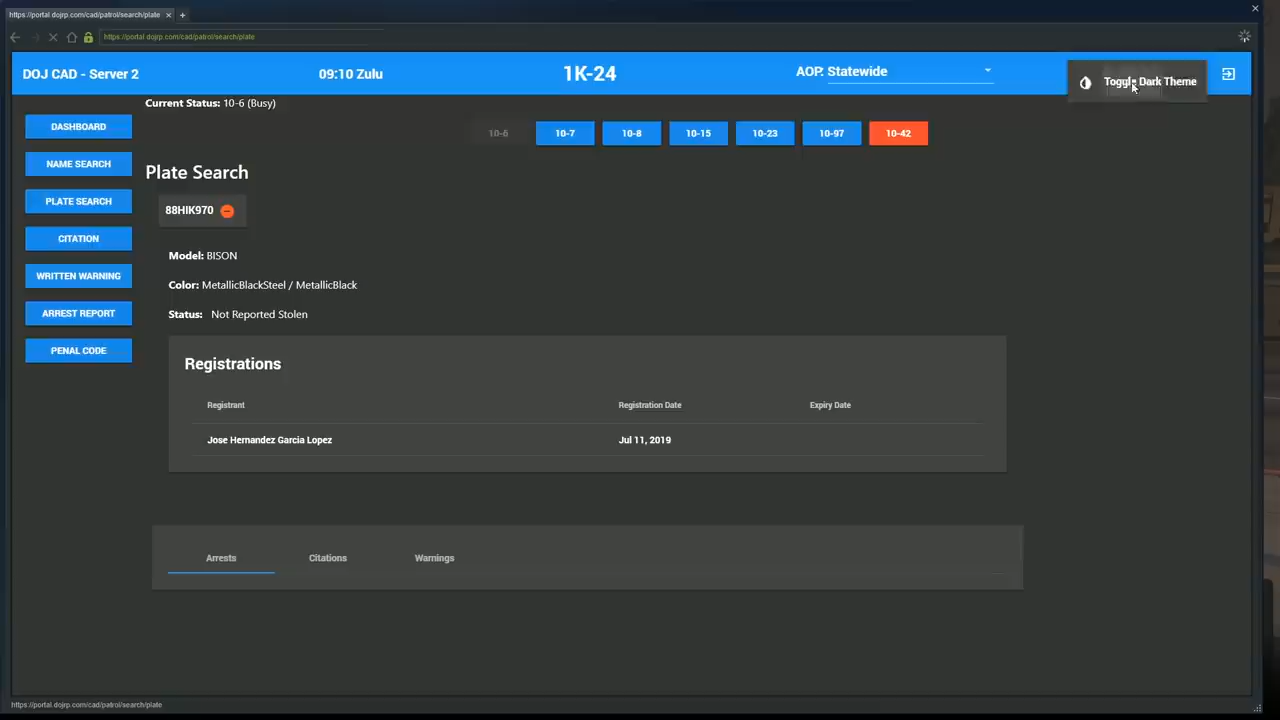 https://portal.dojrp.com/cad/patrol/search/plate
https://portal.dojrp.com/cad/patrol/search/plate
DOJ CAD - Server 2
09:10 Zulu
1K-24
AOP: Statewide
Toggle Dark Theme
Current Status: 10-6 (Busy)
10-6
10-7
10-8
10-15
10-23
10-97
10-42
DASHBOARD
NAME SEARCH
PLATE SEARCH
CITATION
WRITTEN WARNING
ARREST REPORT
PENAL CODE
Plate Search
88HIK970
Model: BISON
Color: MetallicBlackSteel / MetallicBlack
Status: Not Reported Stolen
Registrations
Registrant Registration Date Expiry Date
Jose Hernandez Garcia Lopez Jul 11, 2019
Arrests Citations Warnings
https://portal.dojrp.com/cad/patrol/search/plate